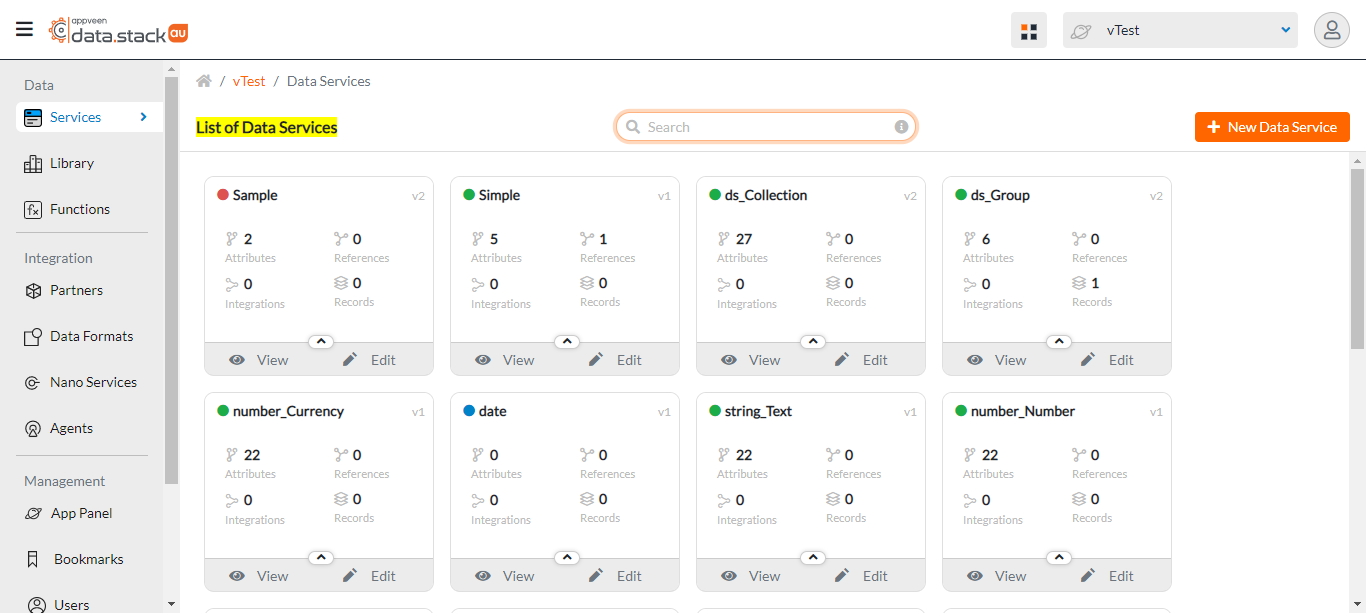 appveen
data.stack au
vTest
Data
Services
Library
Functions
Integration
Partners
Data Formats
Nano Services
Agents
Management
App Panel
Bookmarks
Users
/ vTest / Data Services
List of Data Services
Search
+ New Data Service
Sample v2
2 0
Attributes References
0 0
Integrations Records
View Edit
Simple v1
5 1
Attributes References
0 0
Integrations Records
View Edit
ds_Collection v2
27 0
Attributes References
0 0
Integrations Records
View Edit
ds_Group v2
6 0
Attributes References
0 1
Integrations Records
View Edit
number_Currency v1
22 0
Attributes References
0 0
Integrations Records
View Edit
date v1
0 0
Attributes References
0 0
Integrations Records
View Edit
string_Text v1
22 0
Attributes References
0 0
Integrations Records
View Edit
number_Number v1
22 0
Attributes References
0 0
Integrations Records
View Edit